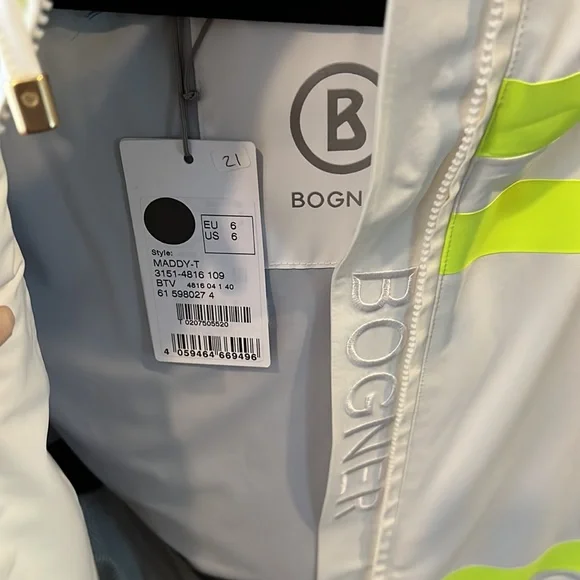 21
EU 6
US 6
Style:
MADDY-T
3151-4816 109
BTV 4816 04 1 40
61 598027 4
7 0207505520
4 059464 669496
B
BOGN
BOGNER